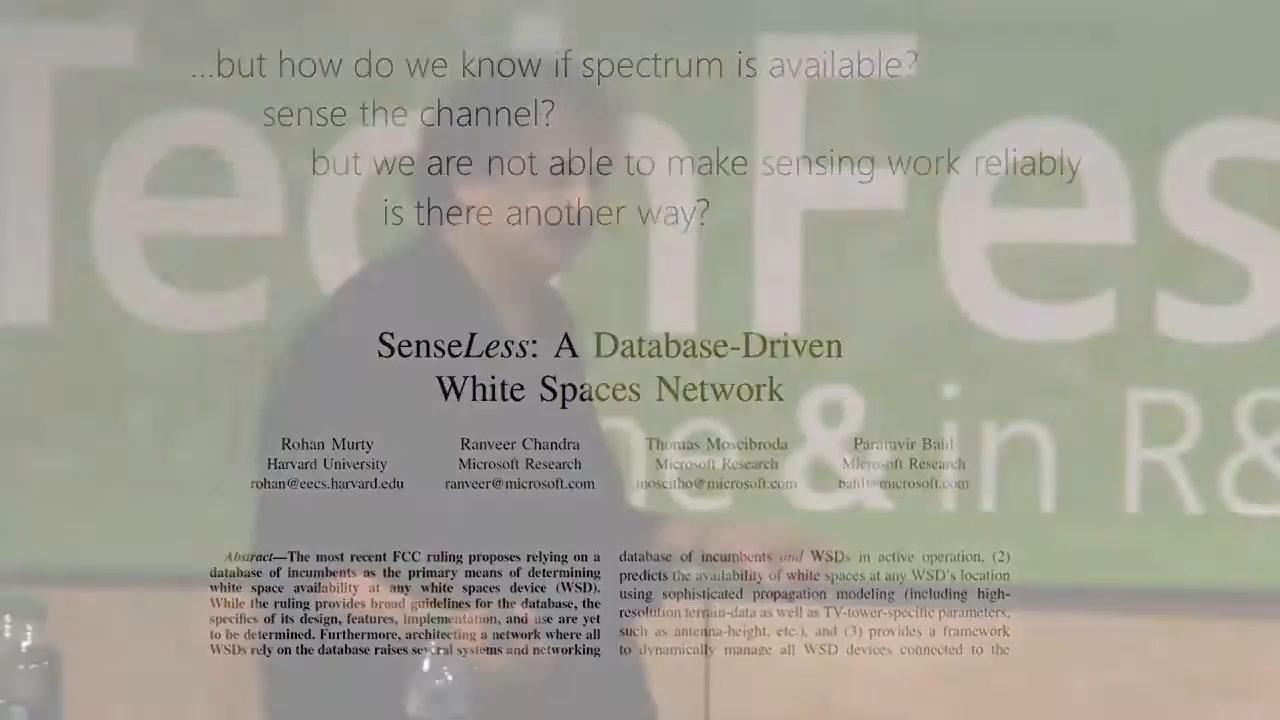 ...but how do we know if spectrum is available?
sense the channel?
but we are not able to make sensing work reliably
is there another way?
TechFes
SenseLess: A Database-Driven
White Spaces Network
ne & in R&
Rohan Murty Ranveer Chandra Thomas Moscibroda Paramvir Bahl
Harvard University Microsoft Research Microsoft Research Microsoft Research
rohan@eecs.harvard.edu ranveer@microsoft.com moscitho@microsoft.com bahl@microsoft.com
Abstract—The most recent FCC ruling proposes relying on a
database of incumbents as the primary means of determining
white space availability at any white spaces device (WSD).
While the ruling provides broad guidelines for the database, the
specifics of its design, features, implementation, and use are yet
to be determined. Furthermore, architecting a network where all
WSDs rely on the database raises several systems and networking
database of incumbents and WSDs in active operation, (2)
predicts the availability of white spaces at any WSD's location
using sophisticated propagation modeling (including high-
resolution terrain-data as well as TV-tower-specific parameters,
such as antenna-height, etc.), and (3) provides a framework
to dynamically manage all WSD devices connected to the